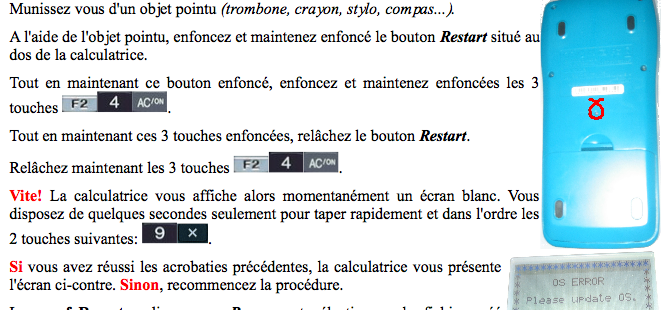 Munissez vous d'un objet pointu (trombone, crayon, stylo, compas...).
A l'aide de l'objet pointu, enfoncez et maintenez enfoncé le bouton Restart situé au
dos de la calculatrice.
Tout en maintenant ce bouton enfoncé, enfoncez et maintenez enfoncées les 3
touches F2 4 AC/ON.
Tout en maintenant ces 3 touches enfoncées, relâchez le bouton Restart.
Relâchez maintenant les 3 touches F2 4 AC/ON.
Vite! La calculatrice vous affiche alors momentanément un écran blanc. Vous
disposez de quelques secondes seulement pour taper rapidement et dans l'ordre les
2 touches suivantes: 9 ×.
Si vous avez réussi les acrobaties précédentes, la calculatrice vous présente
l'écran ci-contre. Sinon, recommencez la procédure.
OS ERROR
Please update OS.